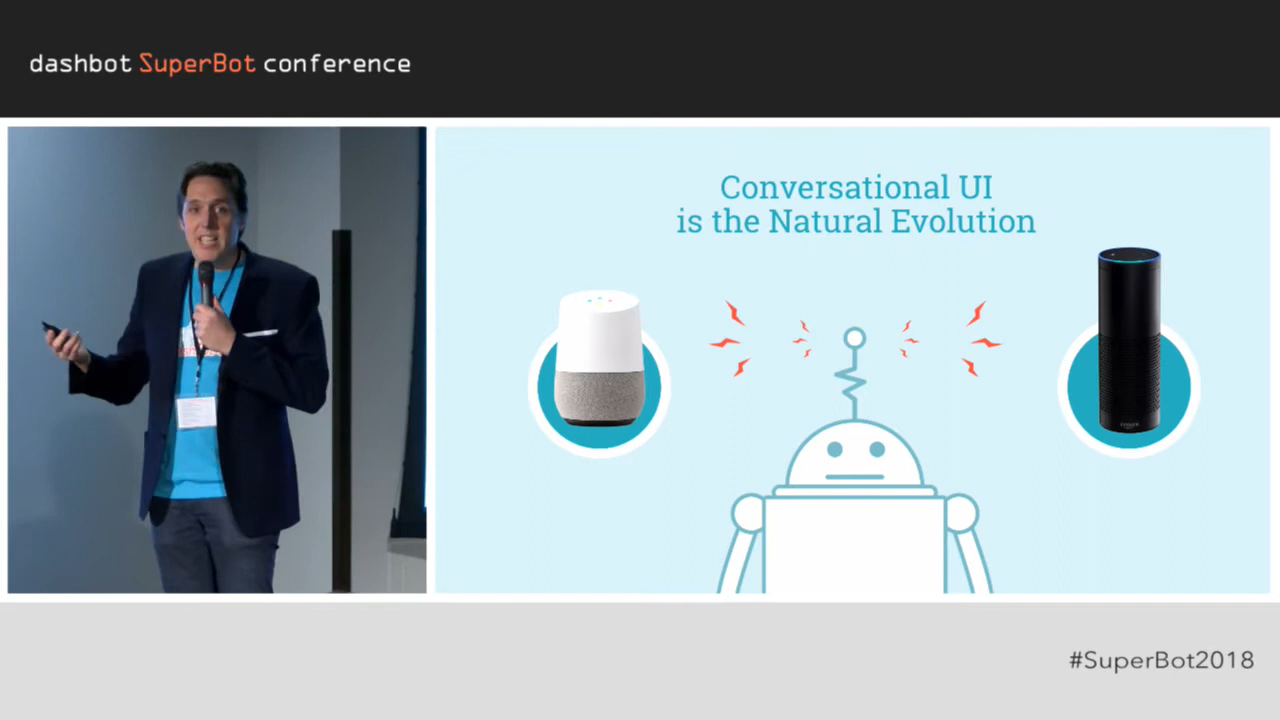 dashbot SuperBot conference
Conversational UI
is the Natural Evolution
#SuperBot2018